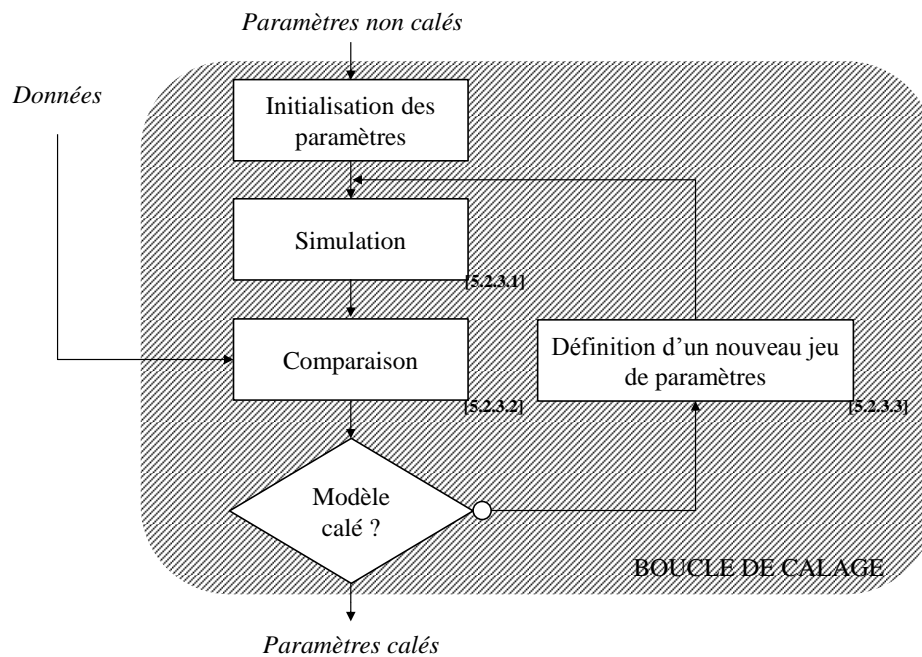 Paramètres non calés
Données
Initialisation des
paramètres
Simulation
[5.2.3.1]
Comparaison
[5.2.3.2]
Définition d’un nouveau jeu
de paramètres
[5.2.3.3]
Modèle
calé ?
BOUCLE DE CALAGE
Paramètres calés